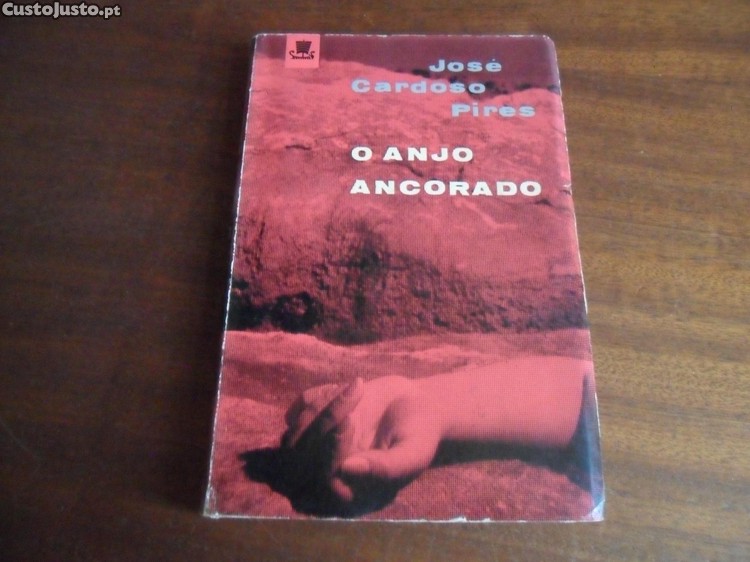 CustoJusto.pt
José
Cardoso
Pires
O ANJO
ANCORADO